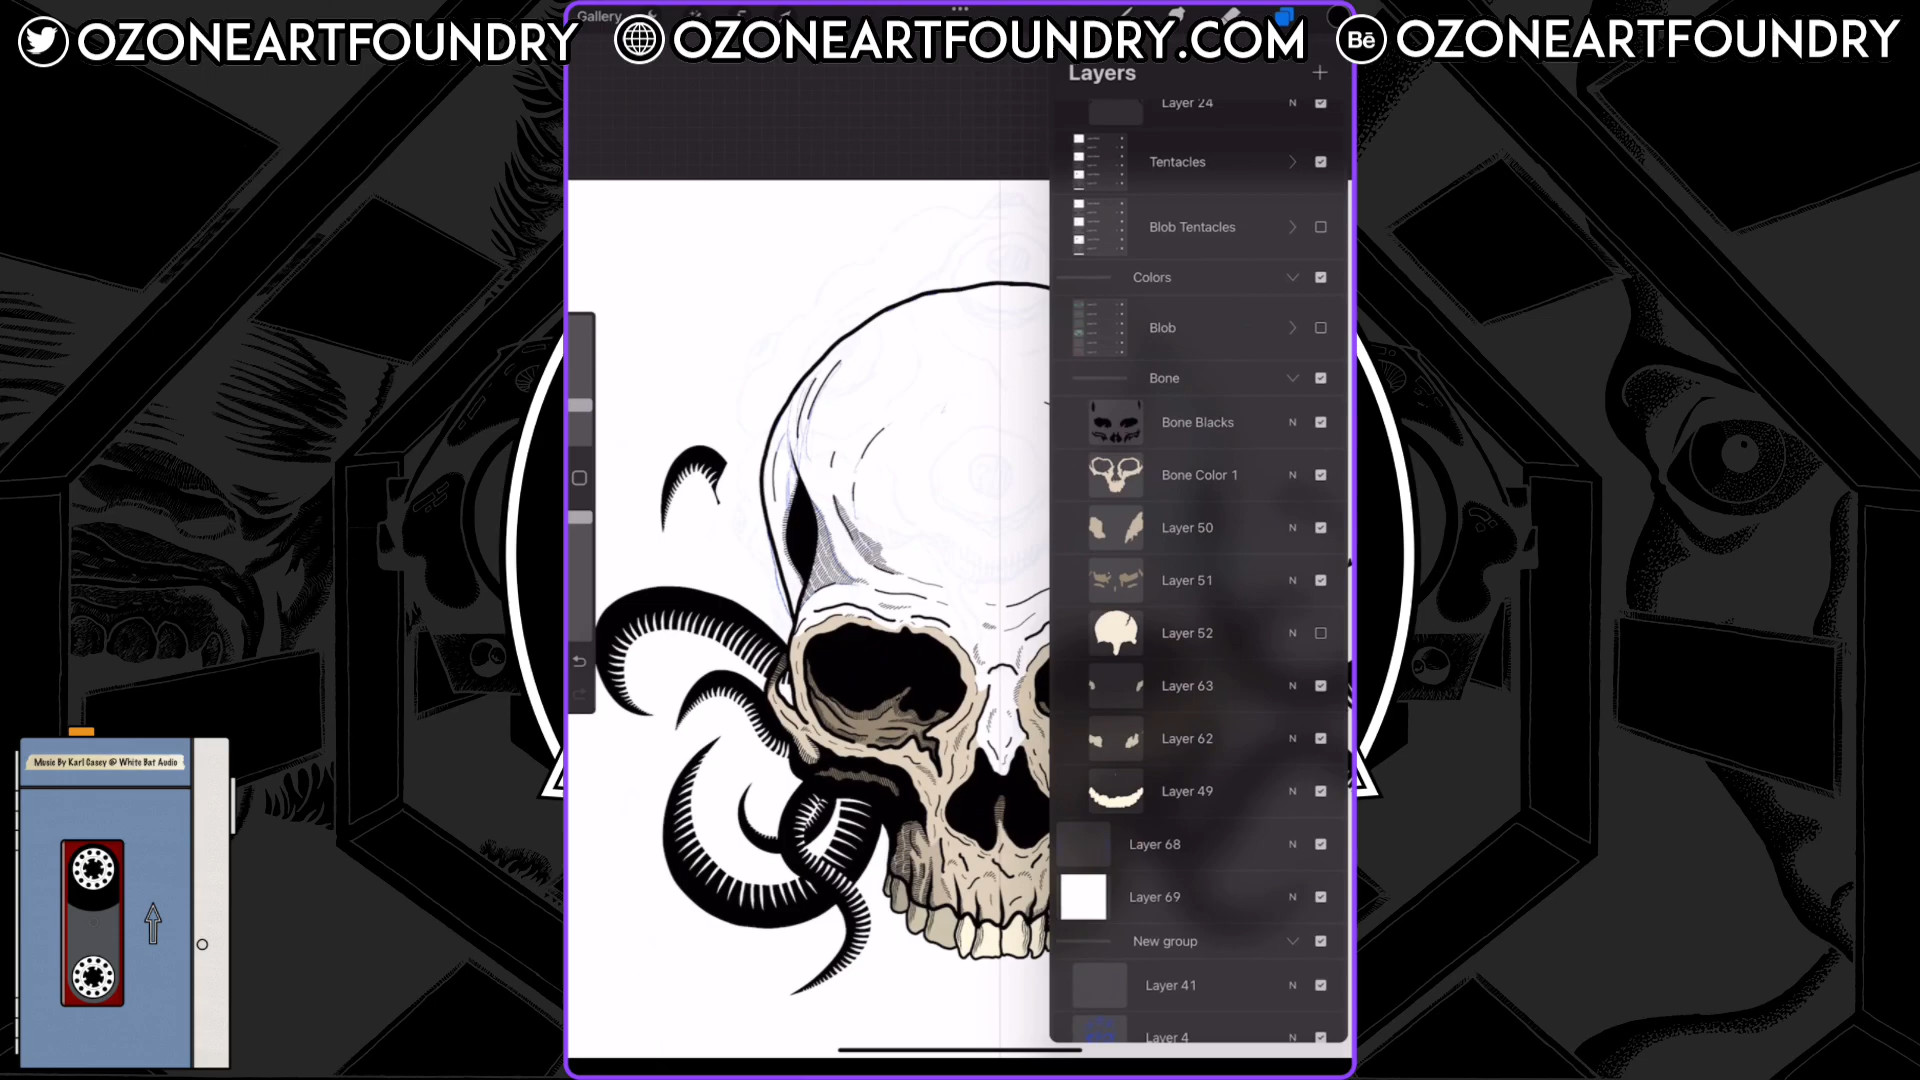 OZONEARTFOUNDRY
OZONEARTFOUNDRY.COM
Bē OZONEARTFOUNDRY
Gallery
Layers
Layer 24 N
Tentacles
Blob Tentacles
Colors
Blob
Bone
Bone Blacks N
Bone Color 1 N
Layer 50 N
Layer 51 N
Layer 52 N
Layer 63 N
Layer 62 N
Layer 49 N
Layer 68 N
Layer 69 N
New group
Layer 41 N
Layer 4 N
Music By Karl Casey @ White Bat Audio